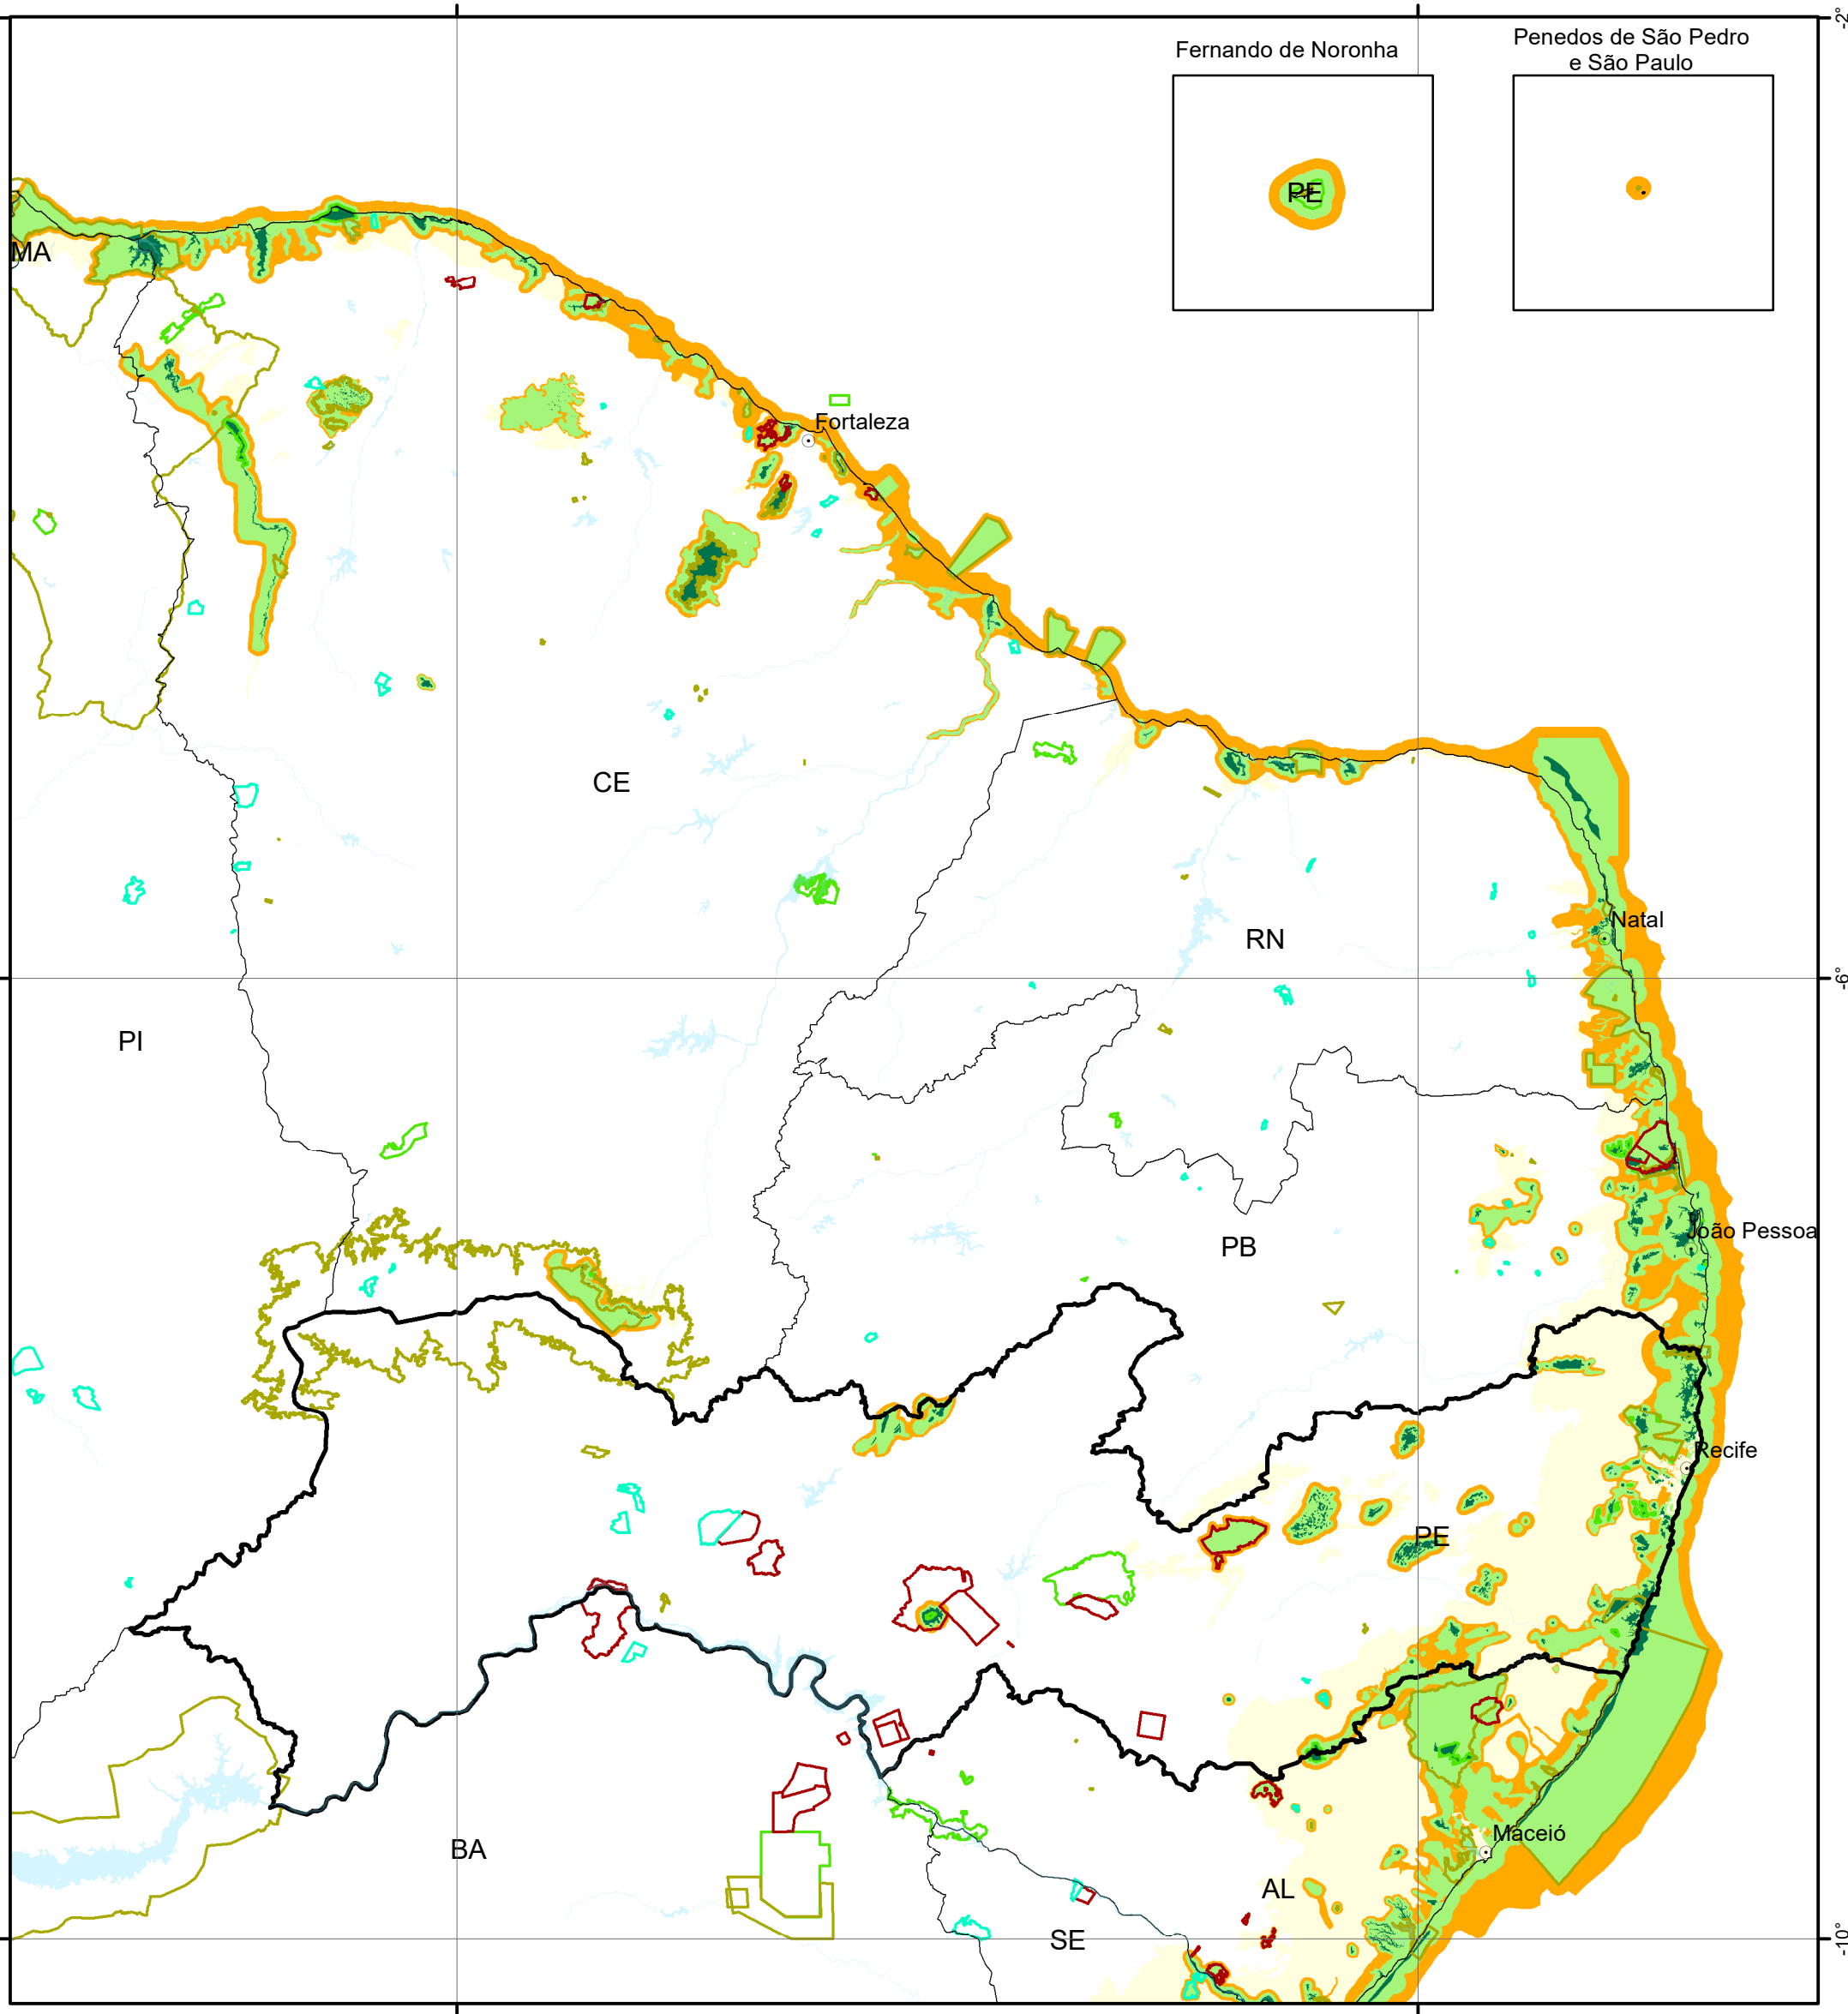 Fernando de Noronha
Penedos de São Pedro
e São Paulo
-2°
PE
MA
Fortaleza
CE
Natal
RN
-6°
PI
João Pessoa
PB
Recife
PE
Maceió
BA
AL
SE
-10°